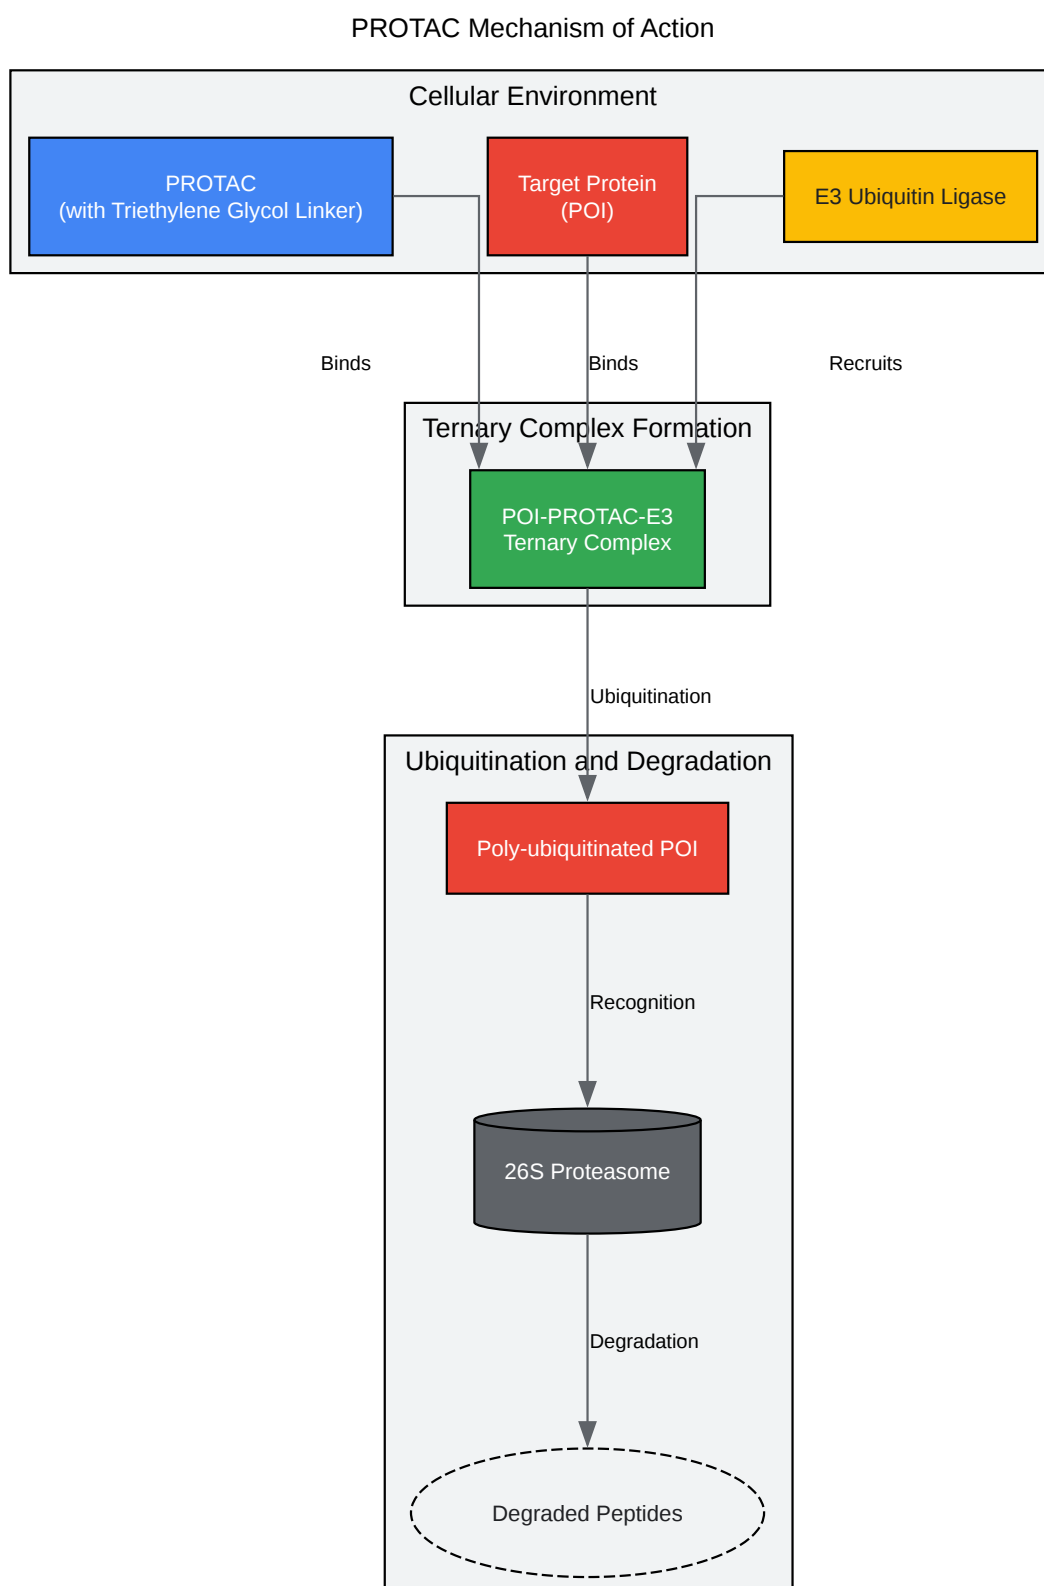 PROTAC Mechanism of Action
Cellular Environment
PROTAC
(with Triethylene Glycol Linker)
Target Protein
(POI)
E3 Ubiquitin Ligase
Binds
Binds
Recruits
Ternary Complex Formation
POI-PROTAC-E3
Ternary Complex
Ubiquitination
Ubiquitination and Degradation
Poly-ubiquitinated POI
Recognition
26S Proteasome
Degradation
Degraded Peptides